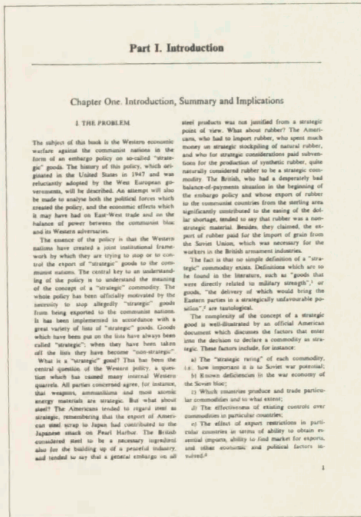 Part I. Introduction
Chapter One. Introduction, Summary and Implications
I. THE PROBLEM
The subject of this book is the Western economic
warfare against the communist nations in the
form of an embargo policy on so-called "strate-
gic" goods. The history of this policy, which ori-
ginated in the United States in 1947 and was
reluctantly adopted by the West European go-
vernments, will be described. An attempt will also
be made to analyse both the political forces which
created the policy, and the economic effects which
it may have had on East-West trade and on the
balance of power between the communist bloc
and its Western adversaries.
The essence of the policy is that the Western
nations have created a joint institutional frame-
work by which they are trying to stop or to con-
trol the export of "strategic" goods to the com-
munist nations. The central key to an understand-
ing of the policy is to understand the meaning
of the concept of a "strategic" commodity. The
whole policy has been officially motivated by the
necessity to stop allegedly "strategic" goods
from being exported to the communist nations.
It has been implemented in accordance with a
great variety of lists of "strategic" goods. Goods
which have been put on the lists have always been
called "strategic", when they have been taken
off the lists they have become "non-strategic".
What is a "strategic" good? This has been the
central question of the Western policy, a ques-
tion which has caused many internal Western
quarrels. All parties concerned agree, for instance,
that weapons, ammunitions and most atomic
energy materials are strategic. But what about
steel? The Americans tended to regard steel as
strategic, remembering that the export of Ameri-
can steel scrap to Japan had contributed to the
Japanese attack on Pearl Harbor. The British
considered steel to be a necessary ingredient
also for the building up of a peaceful industry,
and tended to say that a general embargo on all
steel products was not justified from a strategic
point of view. What about rubber? The Ameri-
cans, who had to import rubber, who spent much
money on strategic stockpiling of natural rubber,
and who for strategic considerations paid subven-
tions for the production of synthetic rubber, quite
naturally considered rubber to be a strategic com-
modity. The British, who had a desperately bad
balance-of-payments situation in the beginning of
the embargo policy and whose export of rubber
to the communist countries from the sterling area
significantly contributed to the easing of the dol-
lar shortage, tended to say that rubber was a non-
strategic material. Besides, they claimed, the ex-
port of rubber paid for the import of grain from
the Soviet Union, which was necessary for the
workers in the British armament industries.
The fact is that no simple definition of a "stra-
tegic" commodity exists. Definitions which are to
be found in the literature, such as "goods that
were directly related to military strength",¹ or
goods, "the delivery of which would bring the
Eastern parties in a strategically unfavourable po-
sition",² are tautological.
The complexity of the concept of a strategic
good is well-illustrated by an official American
document which discusses the factors that enter
into the decision to declare a commodity as stra-
tegic. These factors include, for instance:
a) The "strategic rating" of each commodity,
i.e. how important it is to Soviet war potential;
b) Known deficiencies in the war economy of
the Soviet bloc;
c) Which countries produce and trade particu-
lar commodities and to what extent;
d) The effectiveness of existing controls over
commodities in particular countries;
e) The effect of export restrictions in parti-
cular countries in terms of ability to obtain es-
sential imports, ability to find market for exports,
and other economic and political factors in-
volved.³